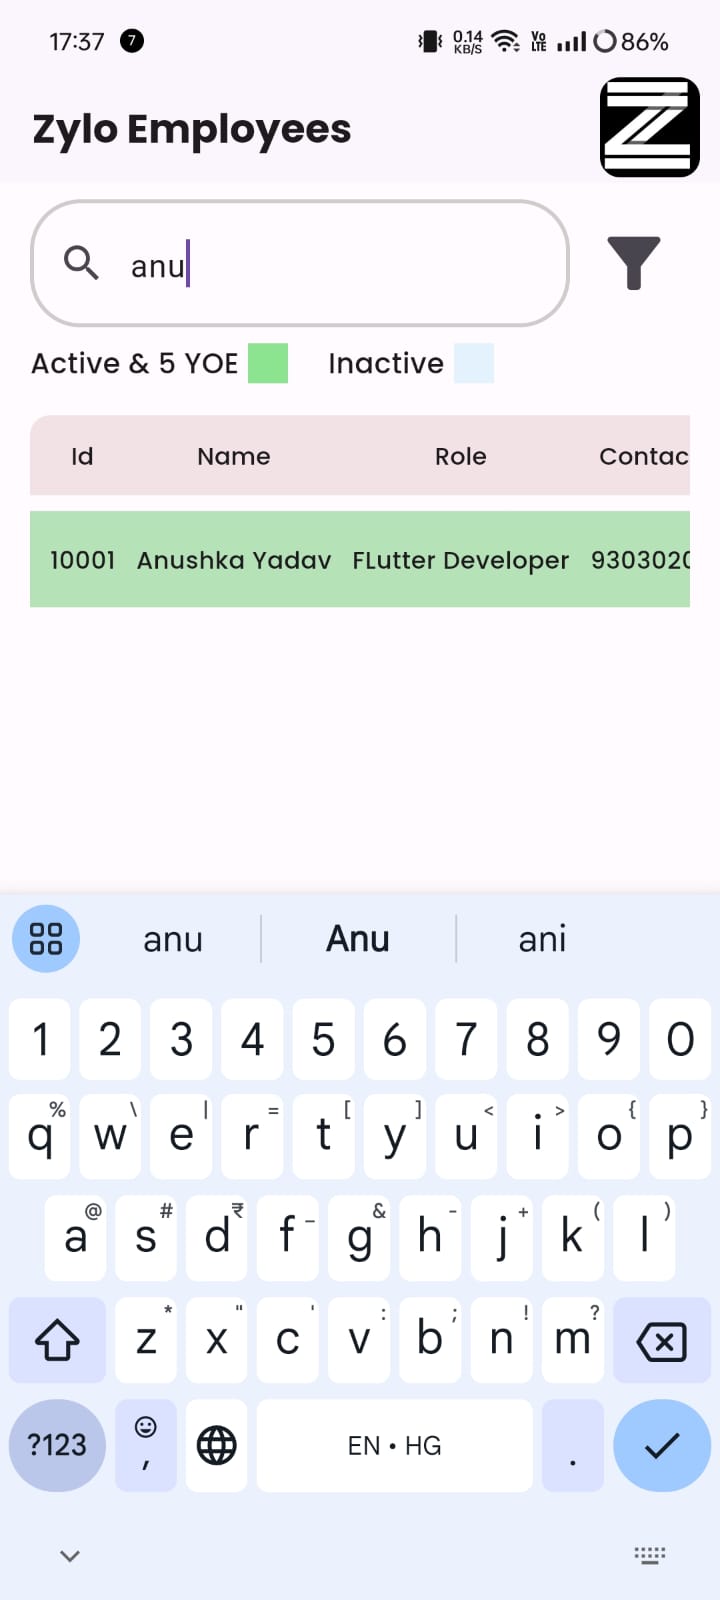 17:37 7 0.14 KB/S Vo LTE 86%
Zylo Employees
anu
Active & 5 YOE Inactive
Id Name Role Contac
10001 Anushka Yadav FLutter Developer 930302
anu Anu ani
1 2 3 4 5 6 7 8 9 0
% \ | = [ ] < > { }
q w e r t y u i o p
@ # ₹ _ & - + ( )
a s d f g h j k l
* " ' : ; ! ?
z x c v b n m
?123 , EN • HG .